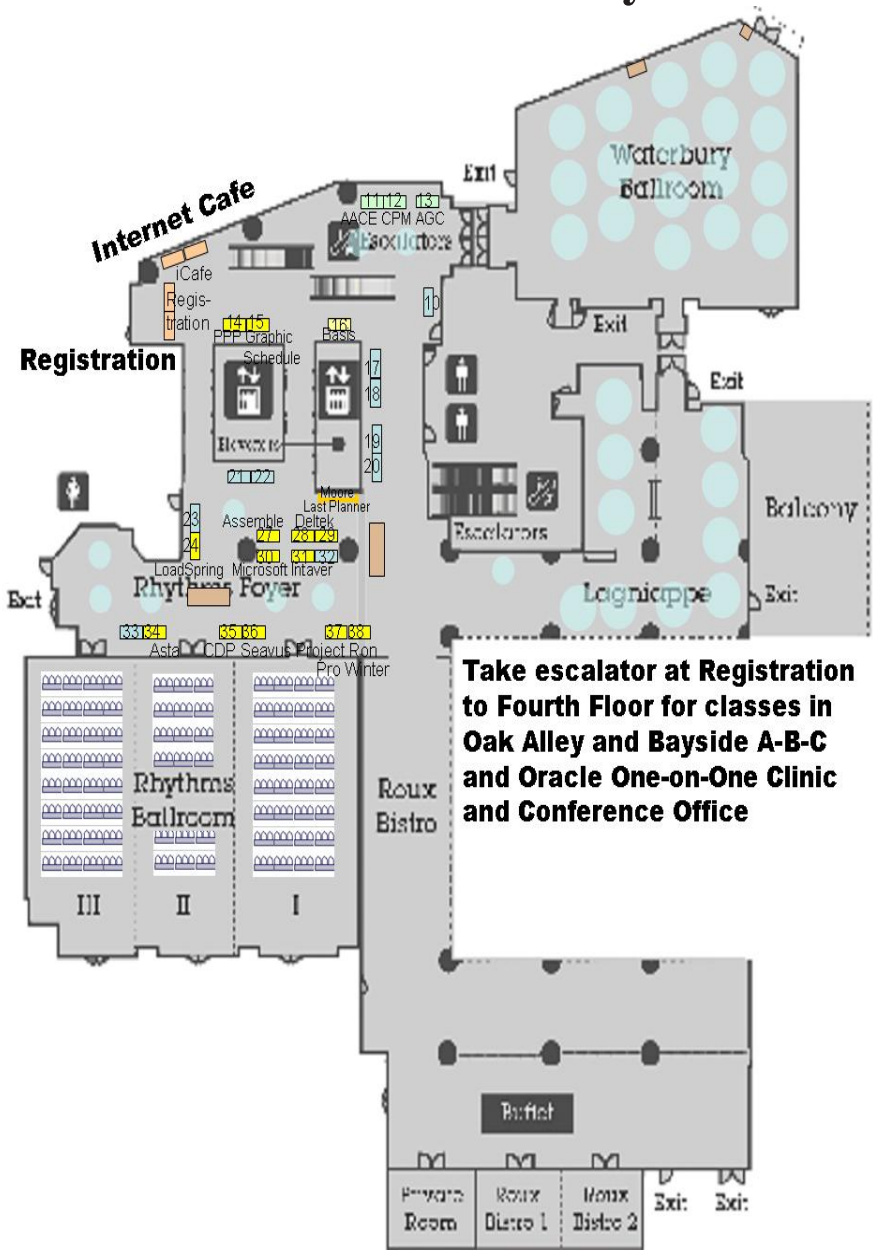 Waterbury
Ballroom
Exit
Internet Cafe
11 12 13
AACE CPM AGC
Escalators
iCafe
Regis-
tration
10
14 15
16
PPP Graphic
Schedule
Basis
Exit
Registration
17
18
Exit
Elevators
19
20
21 22
Moore
Last Planner
Balcony
23
24
Assemble Deltek
27 28 29
30 31 32
Escalators
LoadSpring Microsoft Intaver
Rhythms Foyer
Lagniappe
Exit
Exit
33 34 35 36 37 38
Asta CDP Seavus Project Ron
Pro Winter
Take escalator at Registration
to Fourth Floor for classes in
Oak Alley and Bayside A-B-C
and Oracle One-on-One Clinic
and Conference Office
Rhythms
Ballroom
Roux
Bistro
III II I
Buffet
Private
Room
Roux
Bistro 1
Roux
Bistro 2
Exit Exit